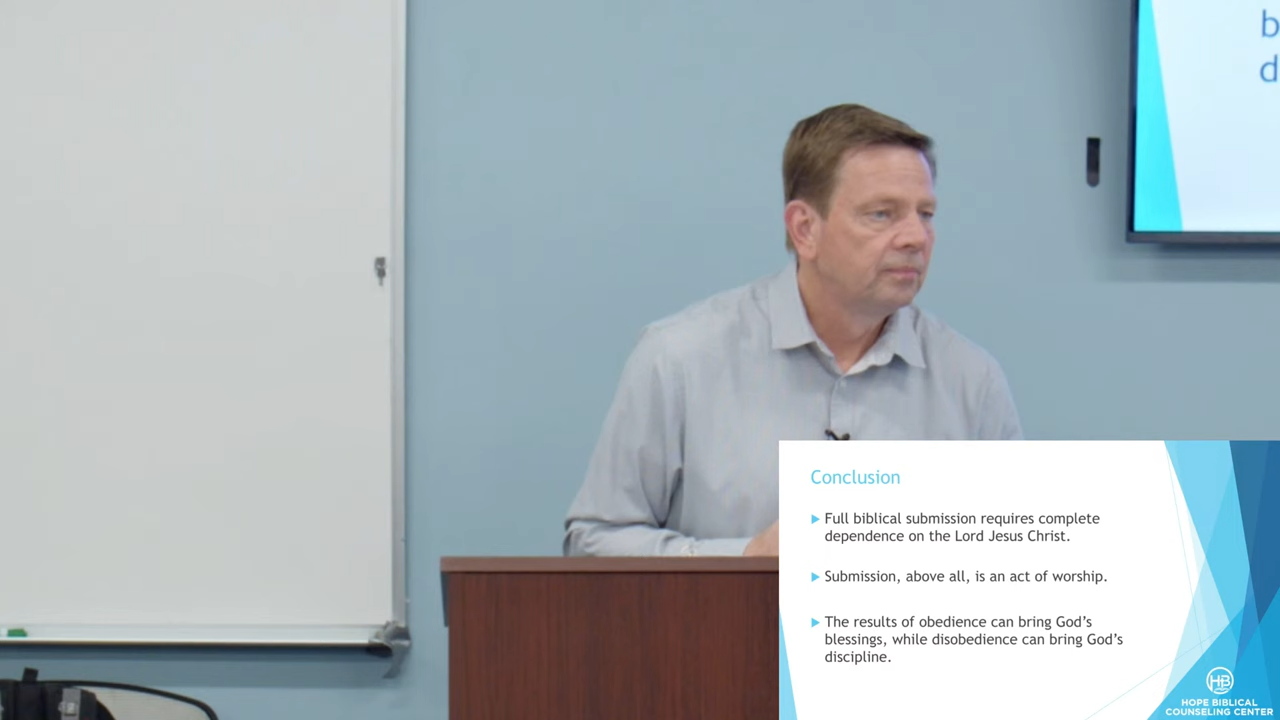 b
d
Conclusion
Full biblical submission requires complete
dependence on the Lord Jesus Christ.
Submission, above all, is an act of worship.
The results of obedience can bring God's
blessings, while disobedience can bring God's
discipline.
HB
HOPE BIBLICAL
COUNSELING CENTER